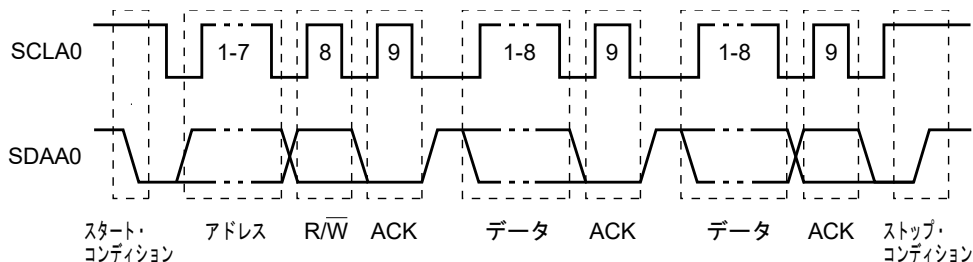 SCLA0 1-7 8 9 1-8 9 1-8 9
SDAA0
スタート・
コンディション
アドレス
R/W̅
ACK
データ
ACK
データ
ACK
ストップ・
コンディション